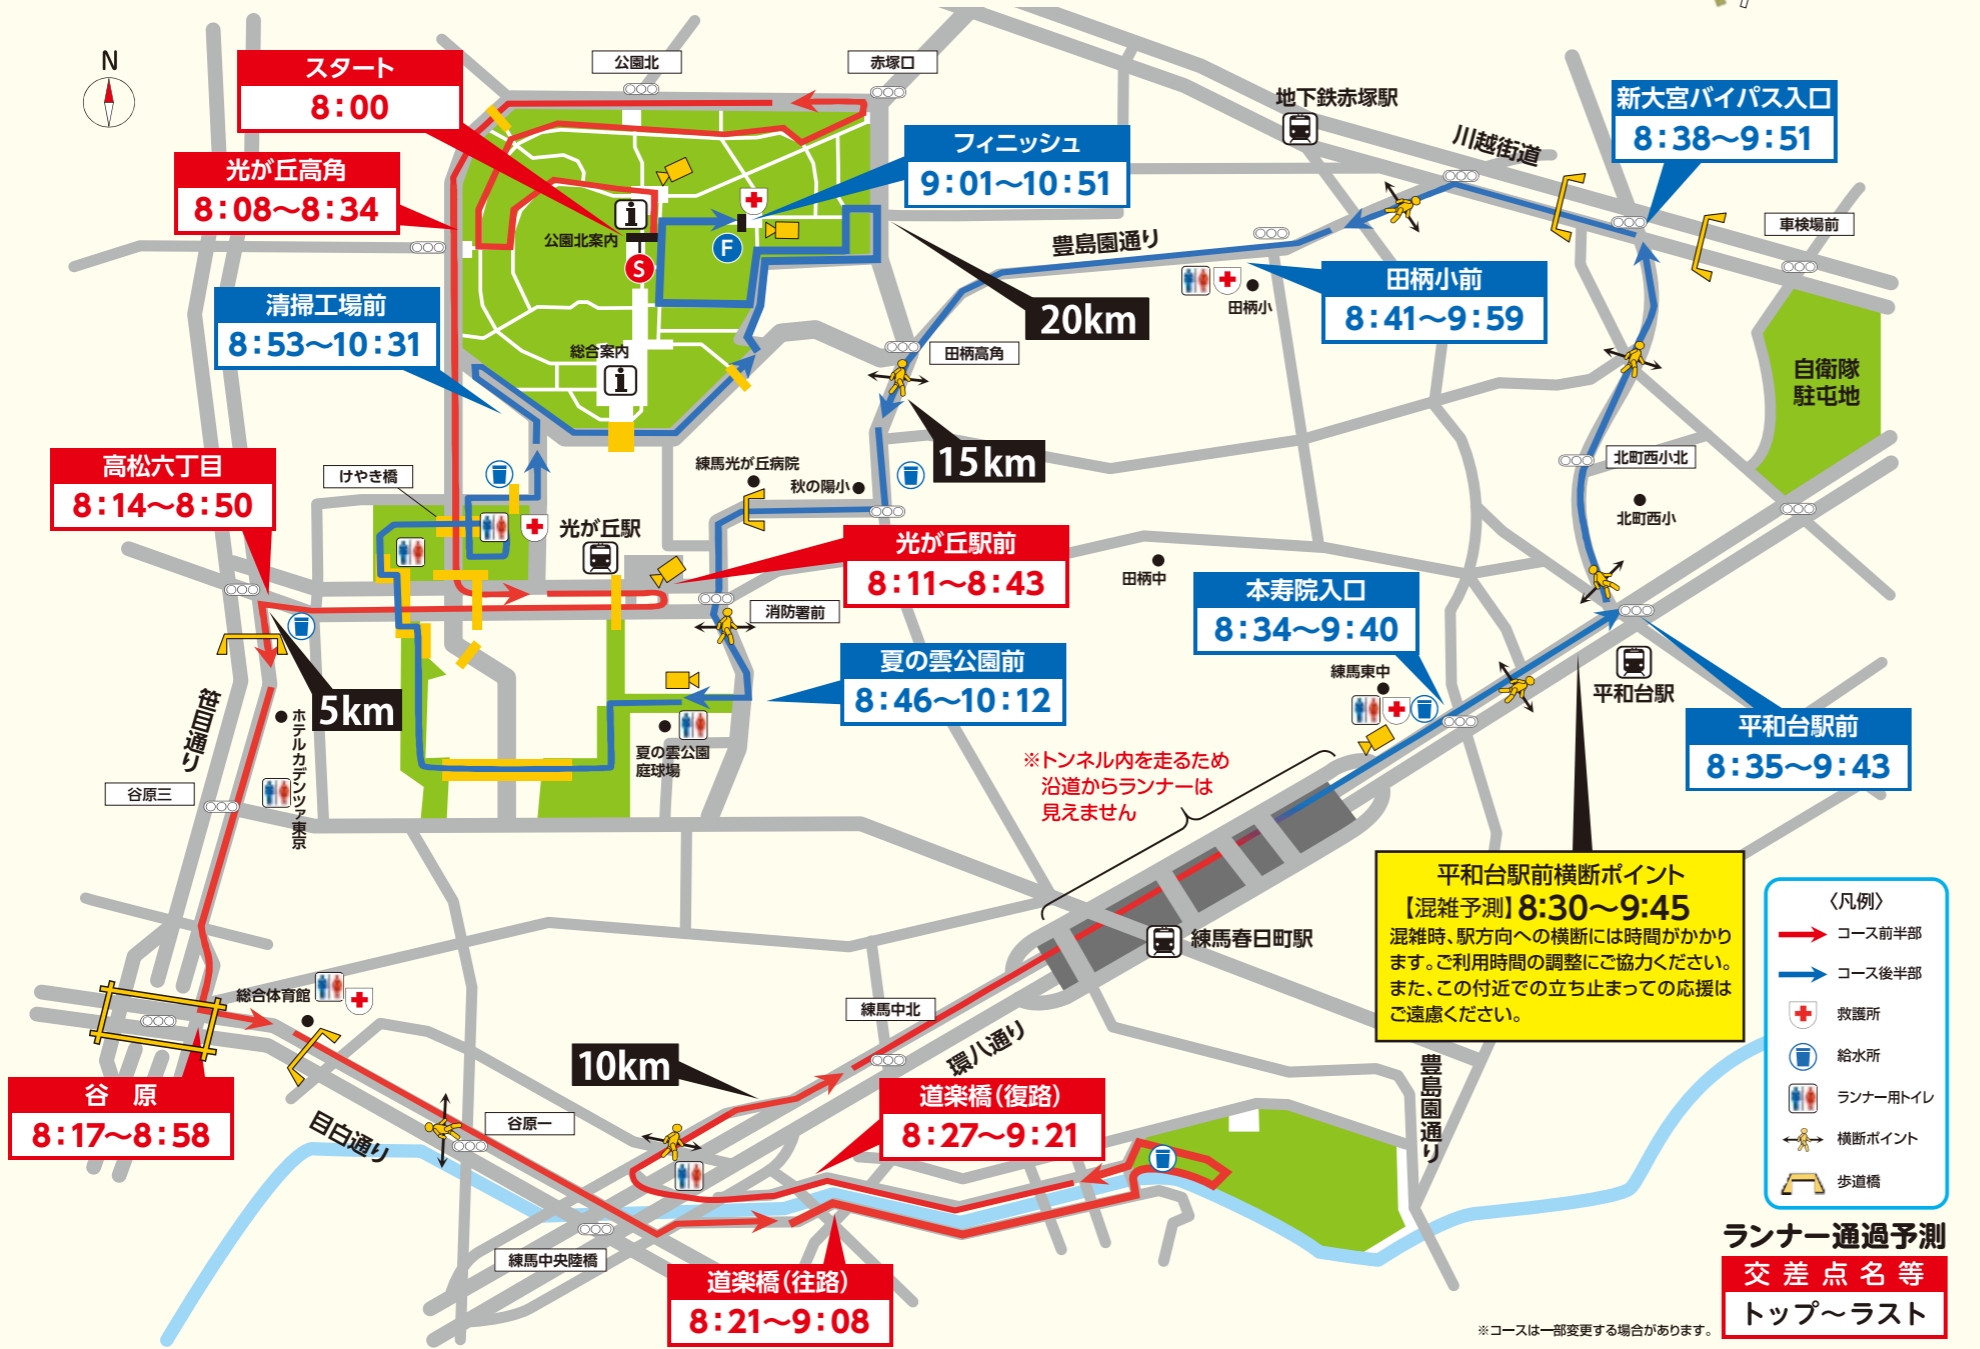 N
スタート
8:00
公園北
赤塚口
地下鉄赤塚駅
川越街道
新大宮バイパス入口
8:38～9:51
光が丘高角
8:08～8:34
フィニッシュ
9:01～10:51
i
公園北案内
S
F
豊島園通り
車検場前
清掃工場前
8:53～10:31
20km
田柄小
田柄小前
8:41～9:59
総合案内
i
田柄高角
自衛隊
駐屯地
高松六丁目
8:14～8:50
けやき橋
練馬光が丘病院
秋の陽小
15km
北町西小北
北町西小
光が丘駅
光が丘駅前
8:11～8:43
田柄中
本寿院入口
8:34～9:40
消防署前
夏の雲公園前
8:46～10:12
練馬東中
平和台駅
笹目通り
5km
ホテルカデンツァ東京
夏の雲公園
庭球場
平和台駅前
8:35～9:43
※トンネル内を走るため
沿道からランナーは
見えません
谷原三
平和台駅前横断ポイント
【混雑予測】8:30～9:45
混雑時、駅方向への横断には時間がかかり
ます。ご利用時間の調整にご協力ください。
また、この付近での立ち止まっての応援は
ご遠慮ください。
練馬春日町駅
総合体育館
練馬中北
環八通り
10km
谷原
8:17～8:58
目白通り
谷原一
道楽橋(復路)
8:27～9:21
豊島園通り
練馬中央陸橋
道楽橋(往路)
8:21～9:08
〈凡例〉
コース前半部
コース後半部
救護所
給水所
ランナー用トイレ
横断ポイント
歩道橋
ランナー通過予測
交差点名等
トップ～ラスト
※コースは一部変更する場合があります。